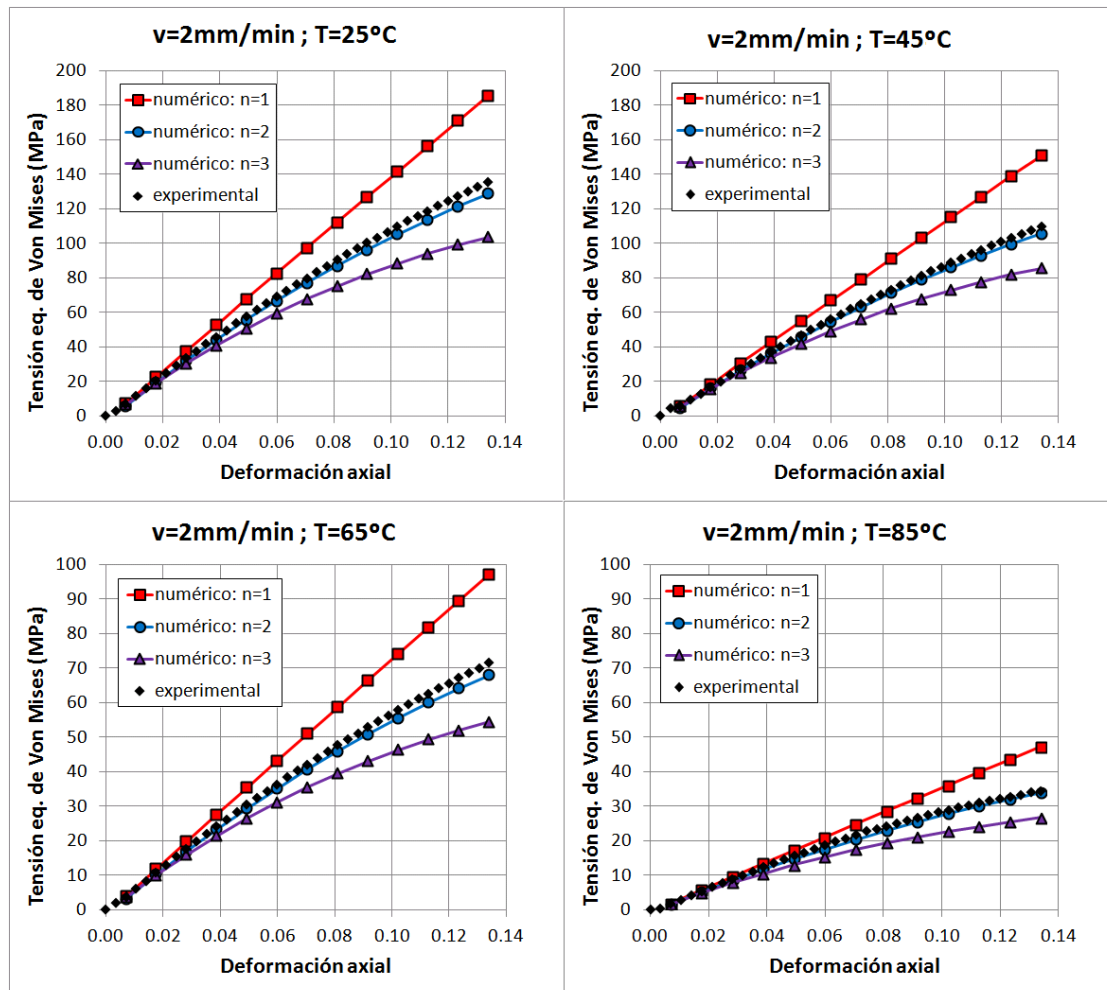 v=2mm/min ; T=25ºC
Tensión eq. de Von Mises (MPa)
200
180
160
140
120
100
80
60
40
20
0
numérico: n=1
numérico: n=2
numérico: n=3
experimental
0.00 0.02 0.04 0.06 0.08 0.10 0.12 0.14
Deformación axial
v=2mm/min ; T=45ºC
Tensión eq. de Von Mises (MPa)
200
180
160
140
120
100
80
60
40
20
0
numérico: n=1
numérico: n=2
numérico: n=3
experimental
0.00 0.02 0.04 0.06 0.08 0.10 0.12 0.14
Deformación axial
v=2mm/min ; T=65ºC
Tensión eq. de Von Mises (MPa)
100
90
80
70
60
50
40
30
20
10
0
numérico: n=1
numérico: n=2
numérico: n=3
experimental
0.00 0.02 0.04 0.06 0.08 0.10 0.12 0.14
Deformación axial
v=2mm/min ; T=85ºC
Tensión eq. de Von Mises (MPa)
100
90
80
70
60
50
40
30
20
10
0
numérico: n=1
numérico: n=2
numérico: n=3
experimental
0.00 0.02 0.04 0.06 0.08 0.10 0.12 0.14
Deformación axial